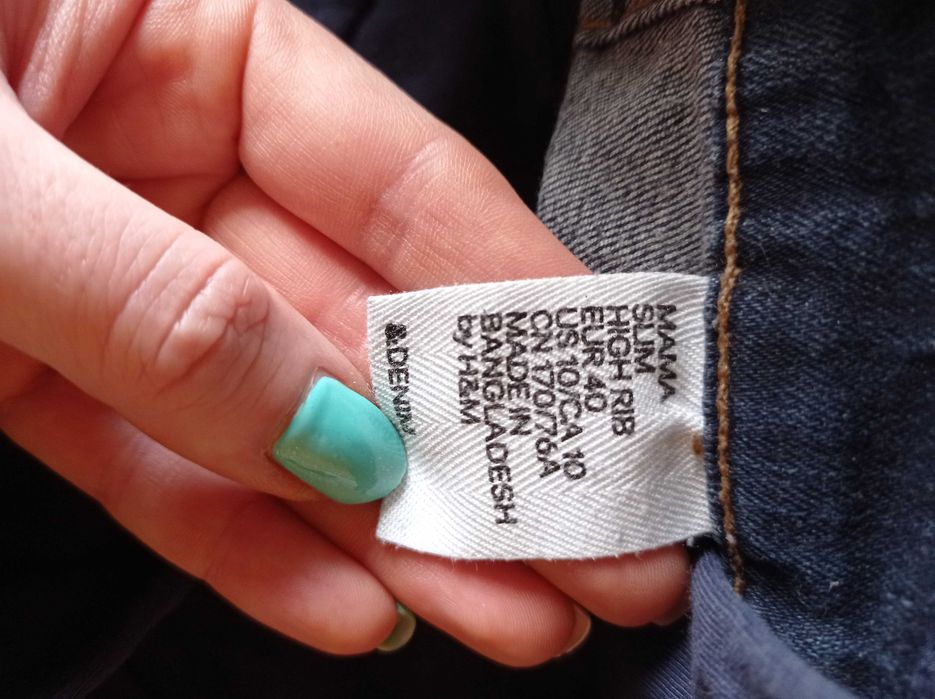 MAMA
SLIM
HIGH RIB
EUR 40
US 10/CA 10
CN 170/76A
MADE IN
BANGLADESH
by H&M
&DENIM